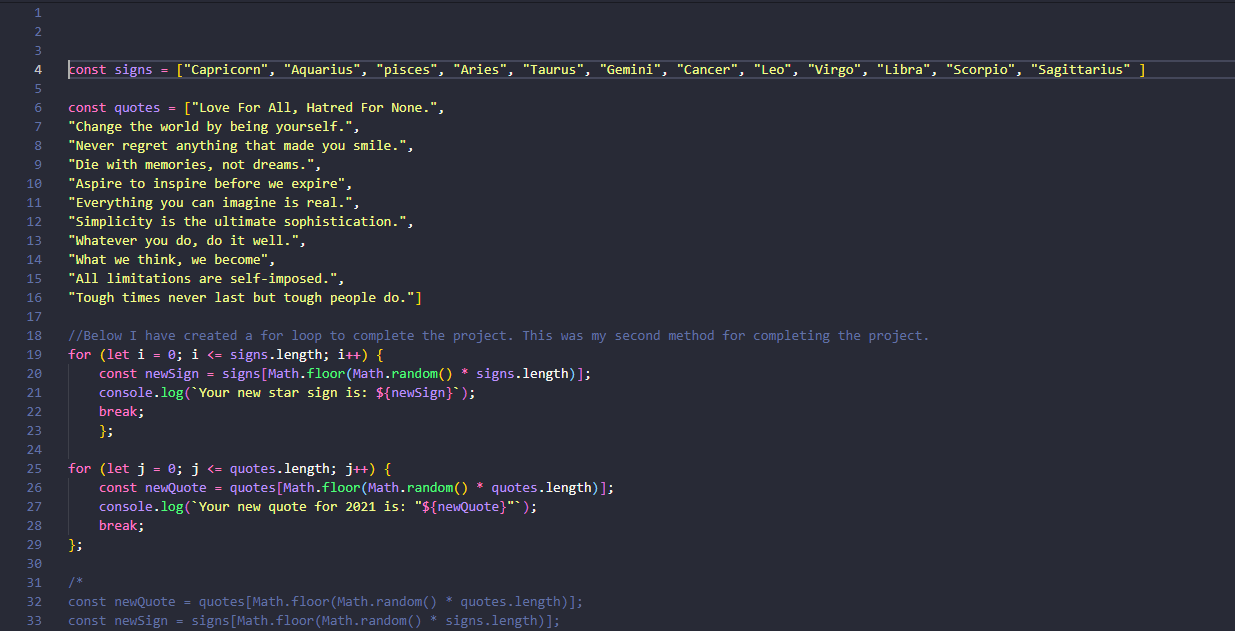 1
2
3
4 const signs = ["Capricorn", "Aquarius", "pisces", "Aries", "Taurus", "Gemini", "Cancer", "Leo", "Virgo", "Libra", "Scorpio", "Sagittarius" ]
5
6 const quotes = ["Love For All, Hatred For None.",
7 "Change the world by being yourself.",
8 "Never regret anything that made you smile.",
9 "Die with memories, not dreams.",
10 "Aspire to inspire before we expire",
11 "Everything you can imagine is real.",
12 "Simplicity is the ultimate sophistication.",
13 "Whatever you do, do it well.",
14 "What we think, we become",
15 "All limitations are self-imposed.",
16 "Tough times never last but tough people do."]
17
18 //Below I have created a for loop to complete the project. This was my second method for completing the project.
19 for (let i = 0; i <= signs.length; i++) {
20     const newSign = signs[Math.floor(Math.random() * signs.length)];
21     console.log(`Your new star sign is: ${newSign}`);
22     break;
23     };
24
25 for (let j = 0; j <= quotes.length; j++) {
26     const newQuote = quotes[Math.floor(Math.random() * quotes.length)];
27     console.log(`Your new quote for 2021 is: "${newQuote}"`);
28     break;
29 };
30
31 /*
32 const newQuote = quotes[Math.floor(Math.random() * quotes.length)];
33 const newSign = signs[Math.floor(Math.random() * signs.length)];